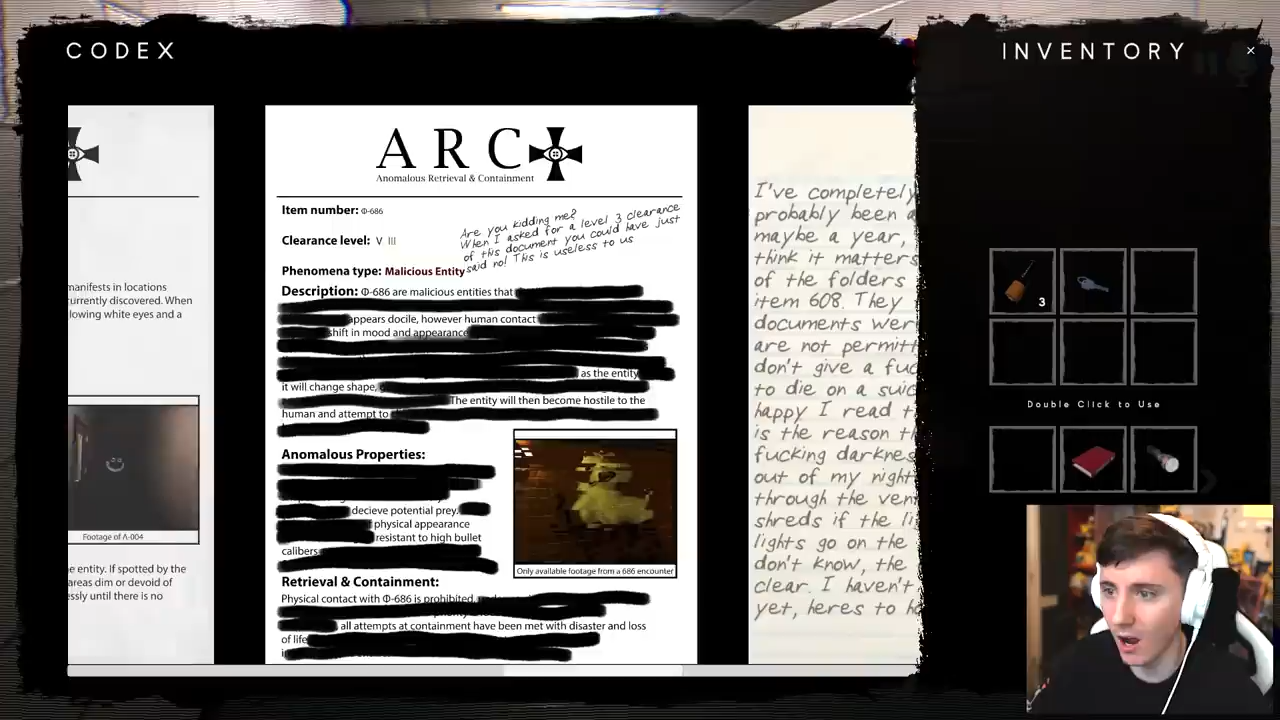 CODEX
INVENTORY
×
manifests in locations
urrently discovered. When
lowing white eyes and a
Footage of Λ-004
e entity. If spotted by the
areas dim or devoid of
essly until there is no
ARC
Anomalous Retrieval & Containment
Item number: Φ-686
Clearance level: V III
Are you kidding me?
When I asked for a level 3 clearance
of this document you could have just
said no! This is useless to us
Phenomena type: Malicious Entity
Description: Φ-686 are malicious entities that
appears docile, however human contact
shift in mood and appearance
as the entity
it will change shape,
The entity will then become hostile to the
human and attempt to
Anomalous Properties:
decieve potential prey.
physical appearance
resistant to high bullet
calibers
Only available footage from a 686 encounter
Retrieval & Containment:
Physical contact with Φ-686 is prohibited,
all attempts at containment have been met with disaster and loss
of life
I've completely
probably been a
maybe a year,
think it matters
of the folders
item 608. They
documents wer
are not permitt
don't give a fuc
to die on a suic
happy I read t
is the reason th
fucking darknes
out of my night
through the ven
shreds if the li
lights go on the
don't know, the
clear. I haven't
yet, heres to h
3
Double Click to Use